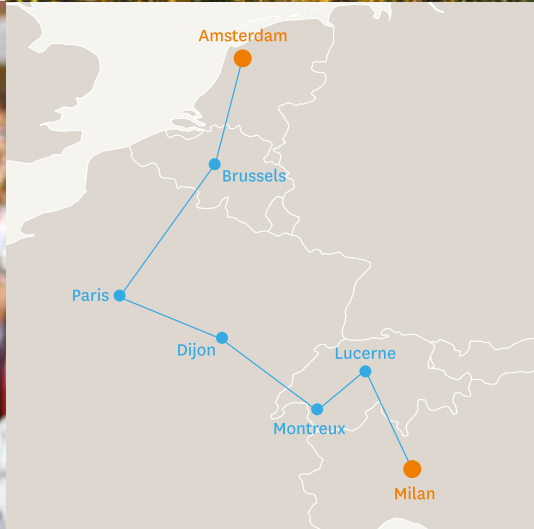 Amsterdam
Brussels
Paris
Dijon
Lucerne
Montreux
Milan